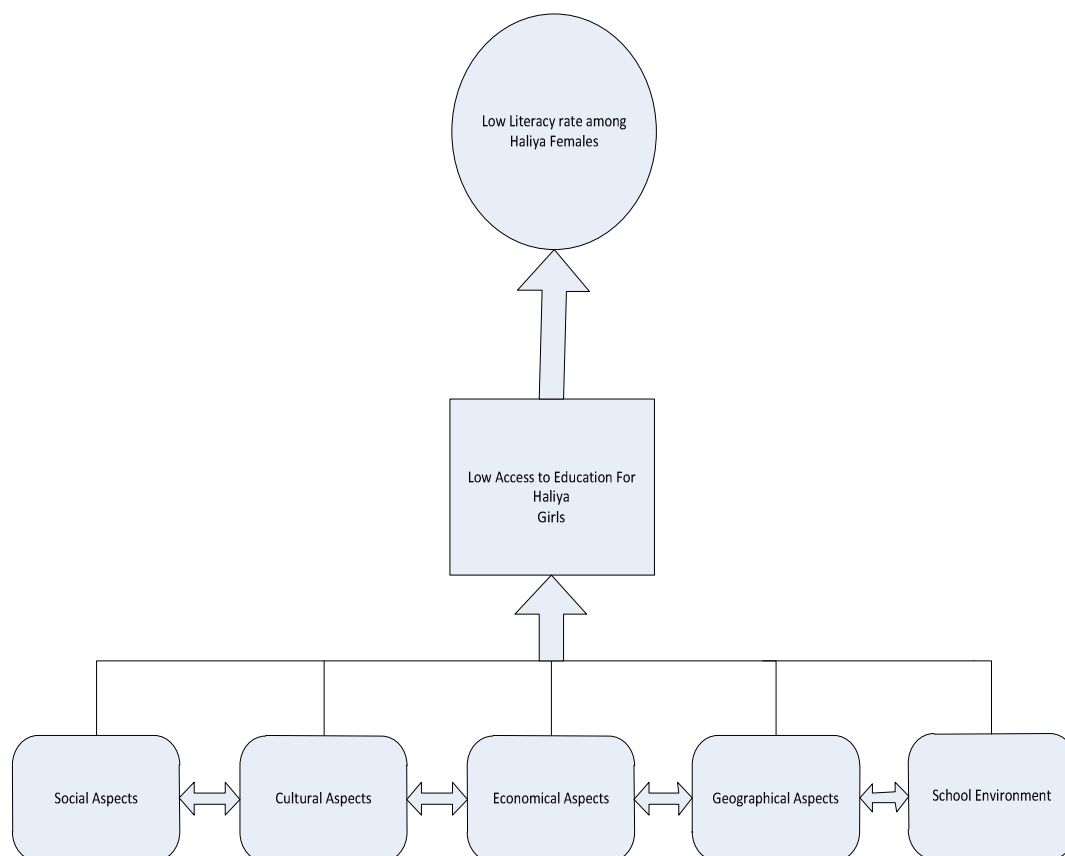 Low Literacy rate among
Haliya Females
Low Access to Education For
Haliya
Girls
Social Aspects
Cultural Aspects
Economical Aspects
Geographical Aspects
School Environment